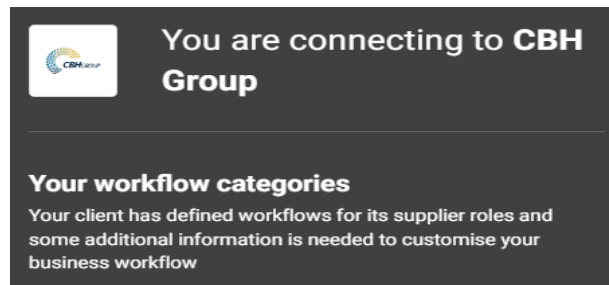 CBHGROUP
You are connecting to CBH
Group
Your workflow categories
Your client has defined workflows for its supplier roles and
some additional information is needed to customise your
business workflow